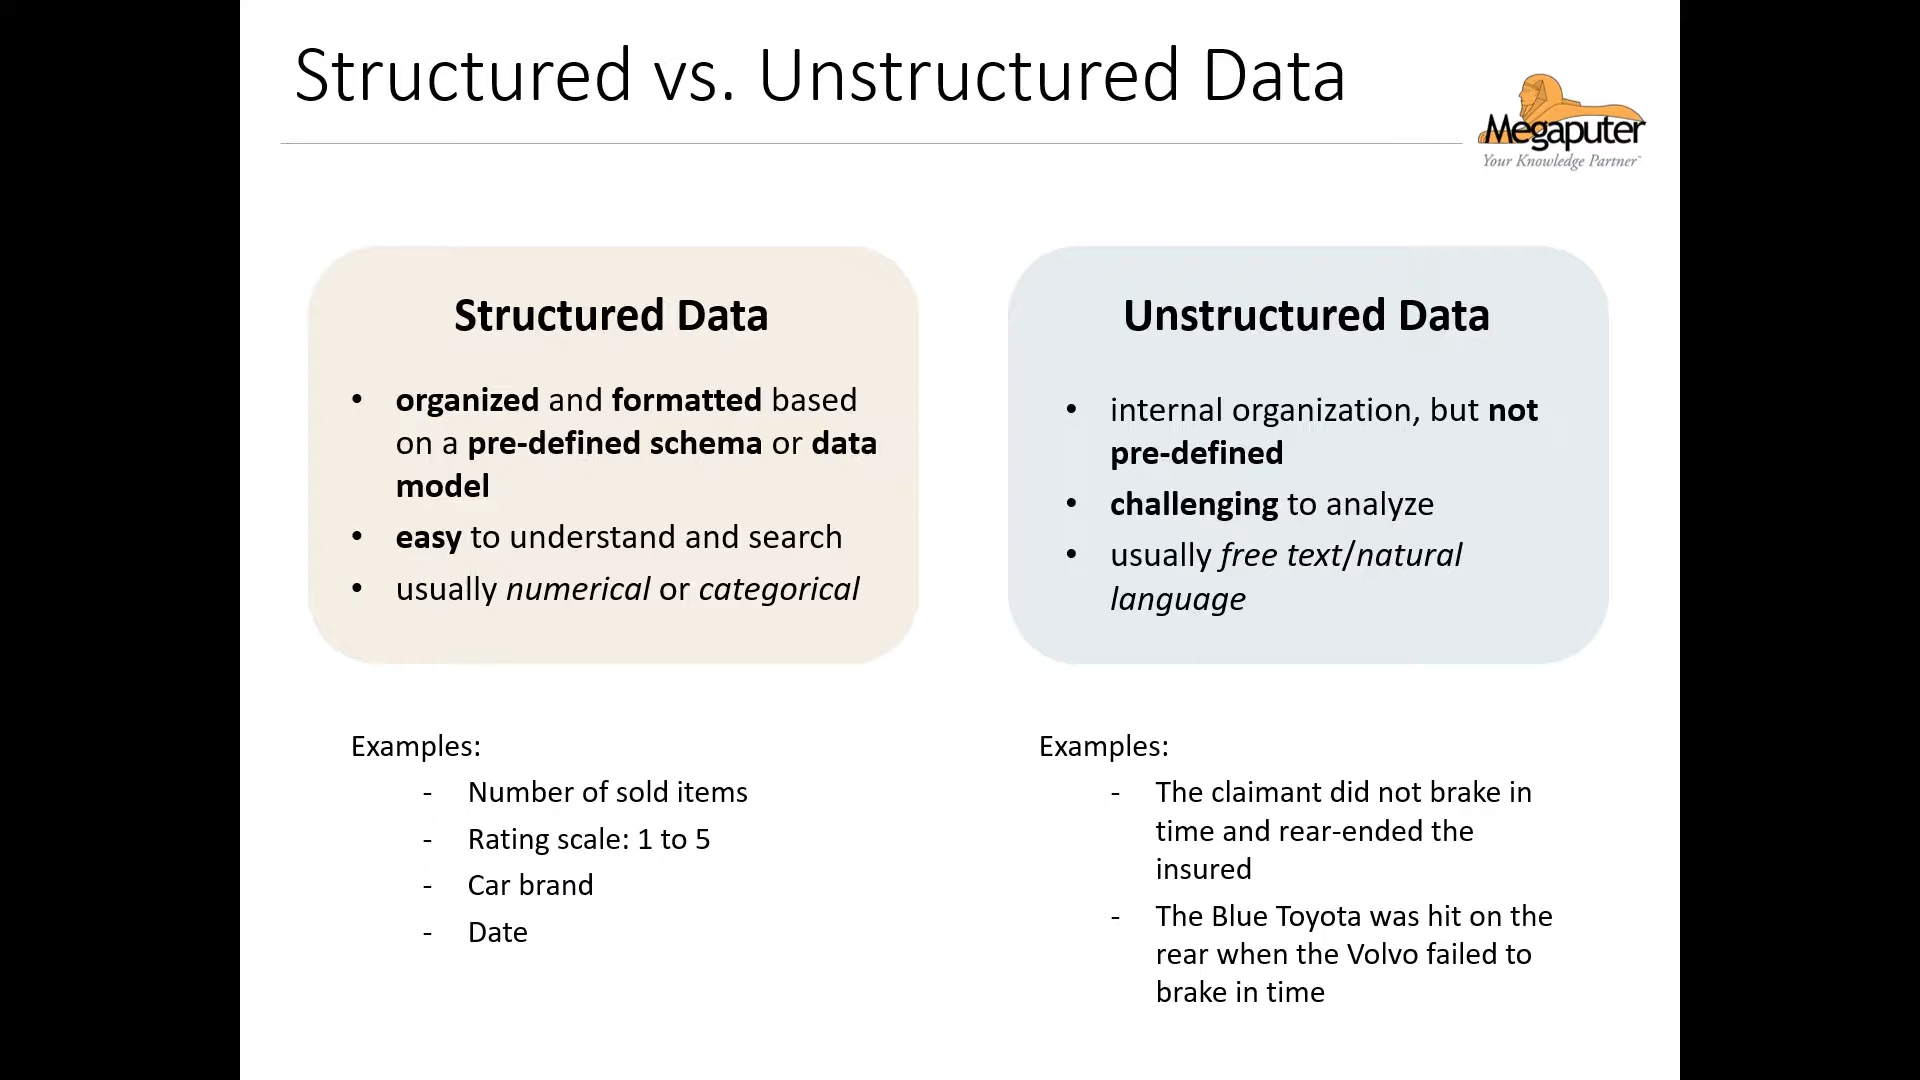 Structured vs. Unstructured Data
Megaputer
Your Knowledge Partner
Structured Data
• organized and formatted based
on a pre-defined schema or data
model
• easy to understand and search
• usually numerical or categorical
Unstructured Data
• internal organization, but not
pre-defined
• challenging to analyze
• usually free text/natural
language
Examples:
- Number of sold items
- Rating scale: 1 to 5
- Car brand
- Date
Examples:
- The claimant did not brake in
time and rear-ended the
insured
- The Blue Toyota was hit on the
rear when the Volvo failed to
brake in time